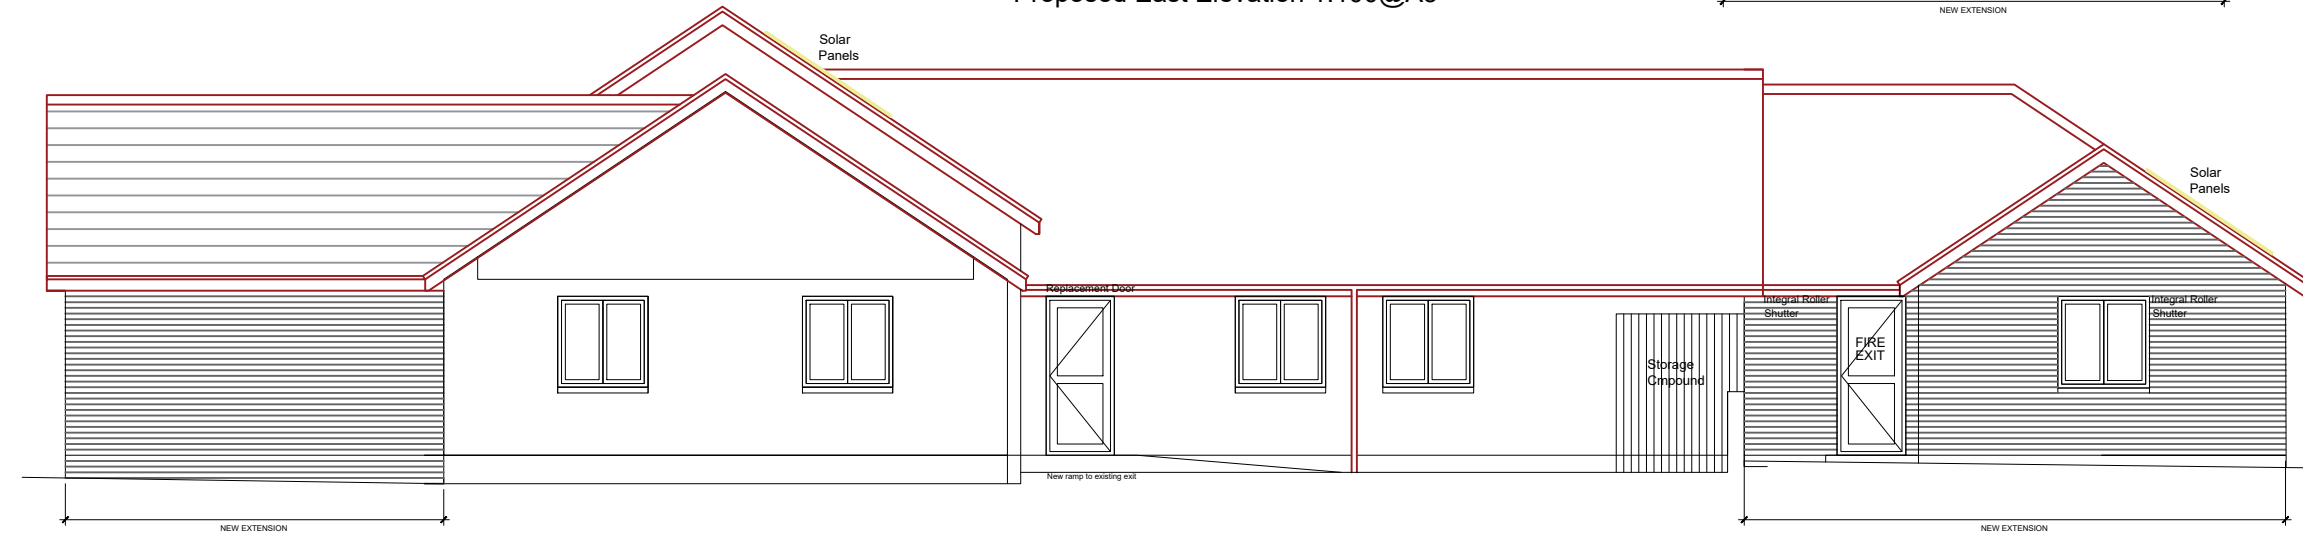 Proposed East Elevation 1:100@A3
NEW EXTENSION
Solar
Panels
Solar
Panels
Replacement Door
Integral Roller
Shutter
Integral Roller
Shutter
FIRE
EXIT
Storage
Cmpound
New ramp to existing exit
NEW EXTENSION
NEW EXTENSION